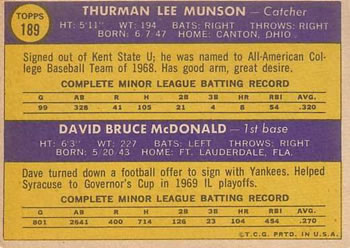 TOPPS
189
THURMAN LEE MUNSON — Catcher
HT: 5'11" WT: 194 BATS: RIGHT THROWS: RIGHT
BORN: 6/7/47 HOME: CANTON, OHIO
Signed out of Kent State U; he was named to All-American Col-
lege Baseball Team of 1968. Has good arm, great desire.
COMPLETE MINOR LEAGUE BATTING RECORD
G AB R H 2B 3B HR RBI AVG.
99 328 41 105 21 4 8 54 .320
DAVID BRUCE McDONALD — 1st base
HT: 6'3" WT: 227 BATS: LEFT THROWS: RIGHT
BORN: 5/20/43 HOME: FT. LAUDERDALE, FLA.
Dave turned down a football offer to sign with Yankees. Helped
Syracuse to Governor's Cup in 1969 IL playoffs.
COMPLETE MINOR LEAGUE BATTING RECORD
G AB R H 2B 3B HR RBI AVG.
801 2641 400 714 126 23 104 454 .270
©T.C.G. PRTD. IN U.S.A.